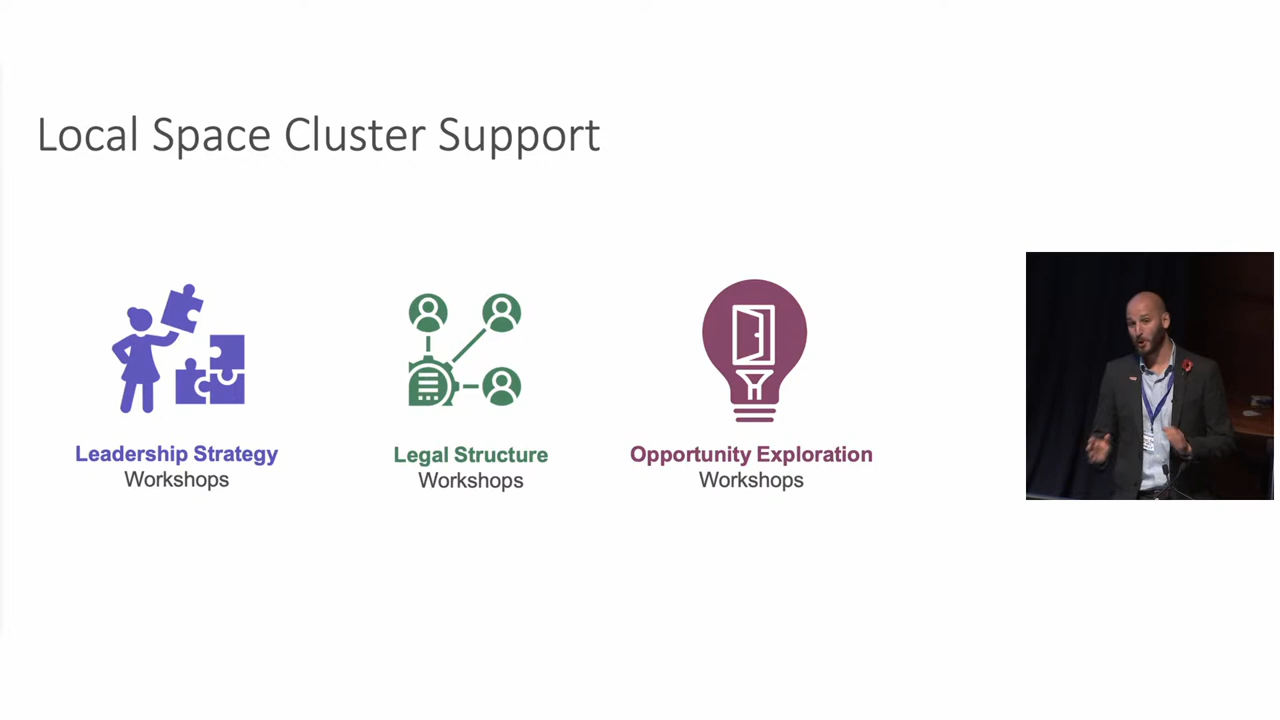 Local Space Cluster Support
Leadership Strategy
Workshops
Legal Structure
Workshops
Opportunity Exploration
Workshops